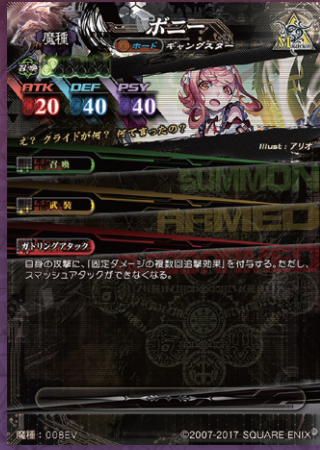 魔種
ボニー
ホード ギャングスター
召喚
ATK DEF PSY
20 40 40
え？ クライドが何？ 何て言ったの？
Illust：アリオ
召喚
SUMMON
武装
ARMED
ガトリングアタック
自身の攻撃に、「固定ダメージの複数回追撃効果」を付与する。ただし、
スマッシュアタックができなくなる。
魔種：008EV
©2007-2017 SQUARE ENIX